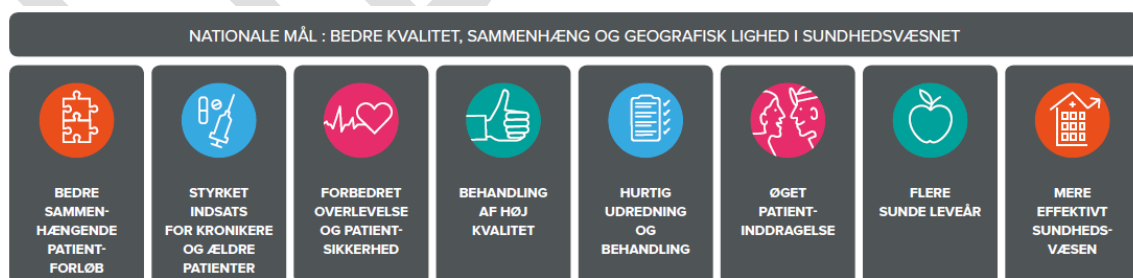 NATIONALE MÅL : BEDRE KVALITET, SAMMENHÆNG OG GEOGRAFISK LIGHED I SUNDHEDSVÆSNET
BEDRE
SAMMEN-
HÆNGENDE
PATIENT-
FORLØB
STYRKET
INDSATS
FOR KRONIKERE
OG ÆLDRE
PATIENTER
FORBEDRET
OVERLEVELSE
OG PATIENT-
SIKKERHED
BEHANDLING
AF HØJ
KVALITET
HURTIG
UDREDNING
OG
BEHANDLING
ØGET
PATIENT-
INDDRAGELSE
FLERE
SUNDE LEVEÅR
MERE
EFFEKTIVT
SUNDHEDS-
VÆSEN